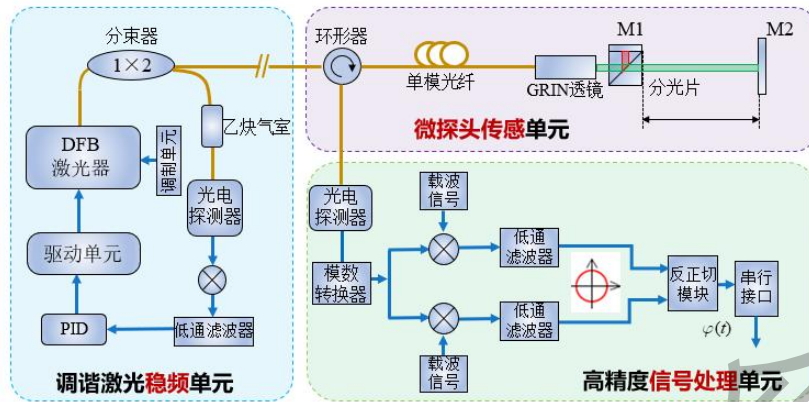 分束器
1×2
乙炔气室
DFB
激光器
调制单元
光电
探测器
驱动单元
PID
低通滤波器
调谐激光稳频单元
环形器
单模光纤
GRIN透镜
M1
M2
分光片
微探头传感单元
光电
探测器
载波
信号
模数
转换器
低通
滤波器
低通
滤波器
载波
信号
反正切
模块
串行
接口
φ(t)
高精度信号处理单元